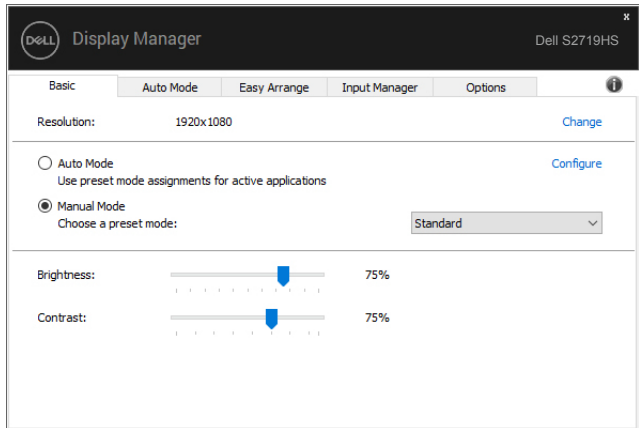 x
DELL Display Manager
Dell S2719HS
Basic Auto Mode Easy Arrange Input Manager Options i
Resolution: 1920x1080 Change
Auto Mode Configure
Use preset mode assignments for active applications
Manual Mode
Choose a preset mode: Standard
Brightness: 75%
Contrast: 75%